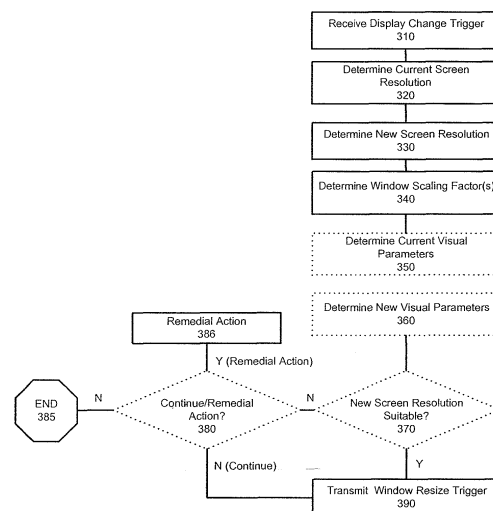 Receive Display Change Trigger
310
Determine Current Screen
Resolution
320
Determine New Screen Resolution
330
Determine Window Scaling Factor(s)
340
Determine Current Visual
Parameters
350
Determine New Visual Parameters
360
Remedial Action
386
Y (Remedial Action)
END
385
N
Continue/Remedial
Action?
380
N
New Screen Resolution
Suitable?
370
N (Continue)
Y
Transmit Window Resize Trigger
390